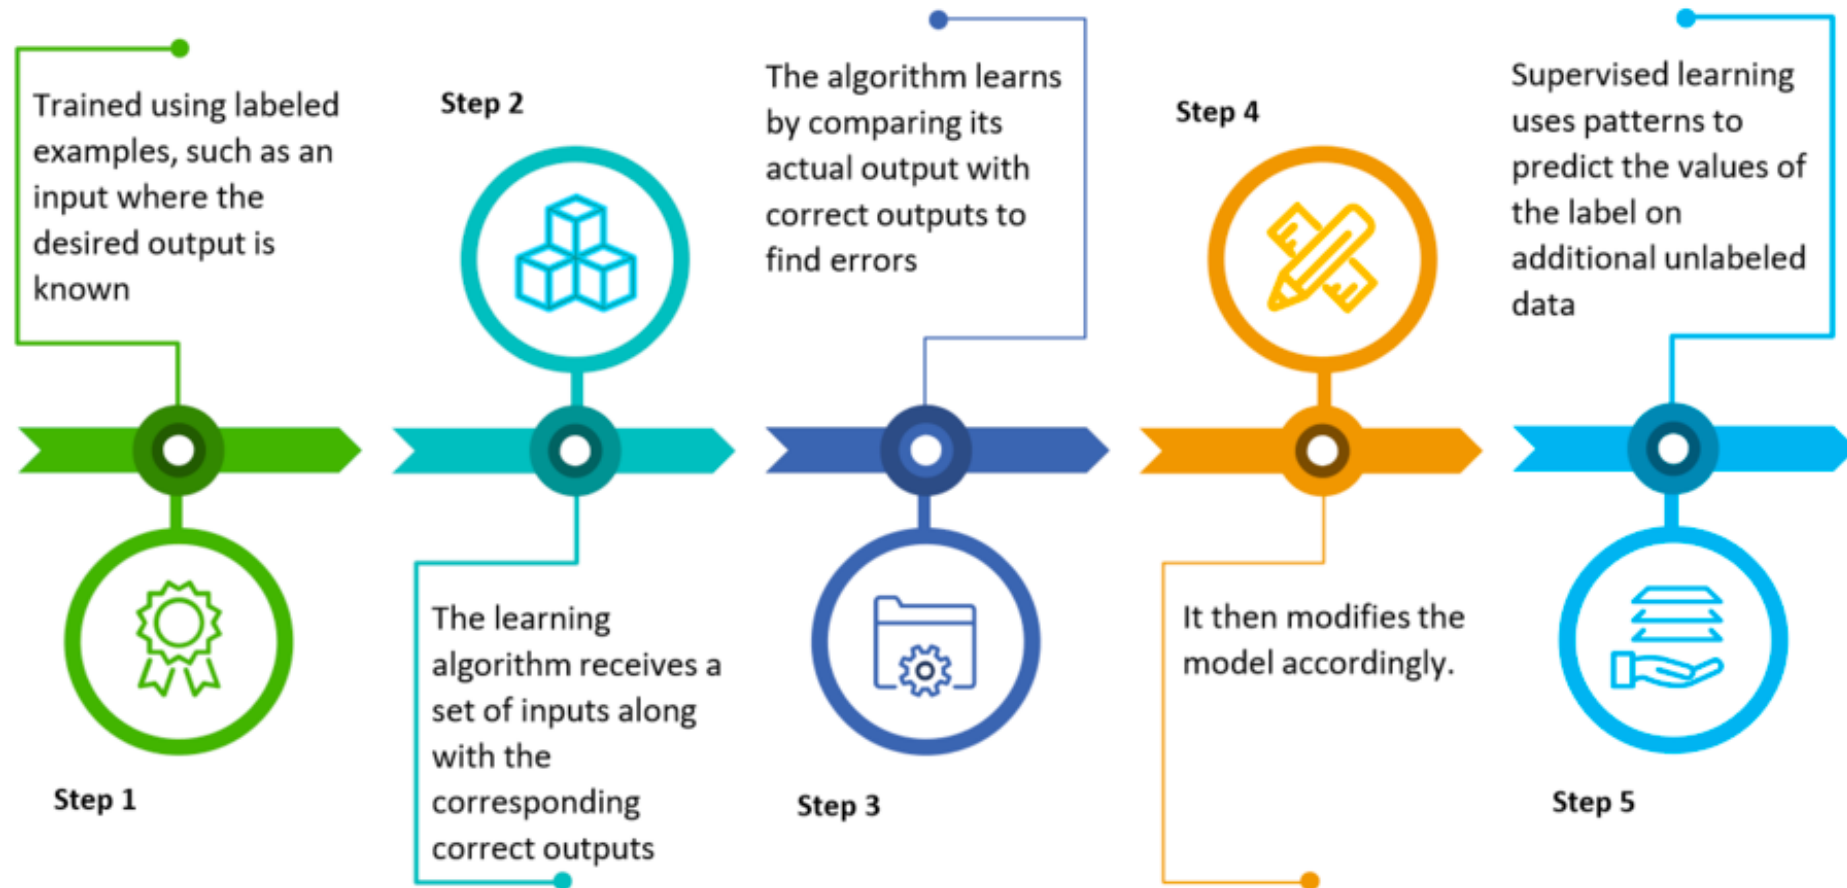 Trained using labeled
examples, such as an
input where the
desired output is
known
Step 1
Step 2
The learning
algorithm receives a
set of inputs along
with the
corresponding
correct outputs
The algorithm learns
by comparing its
actual output with
correct outputs to
find errors
Step 3
Step 4
It then modifies the
model accordingly.
Supervised learning
uses patterns to
predict the values of
the label on
additional unlabeled
data
Step 5